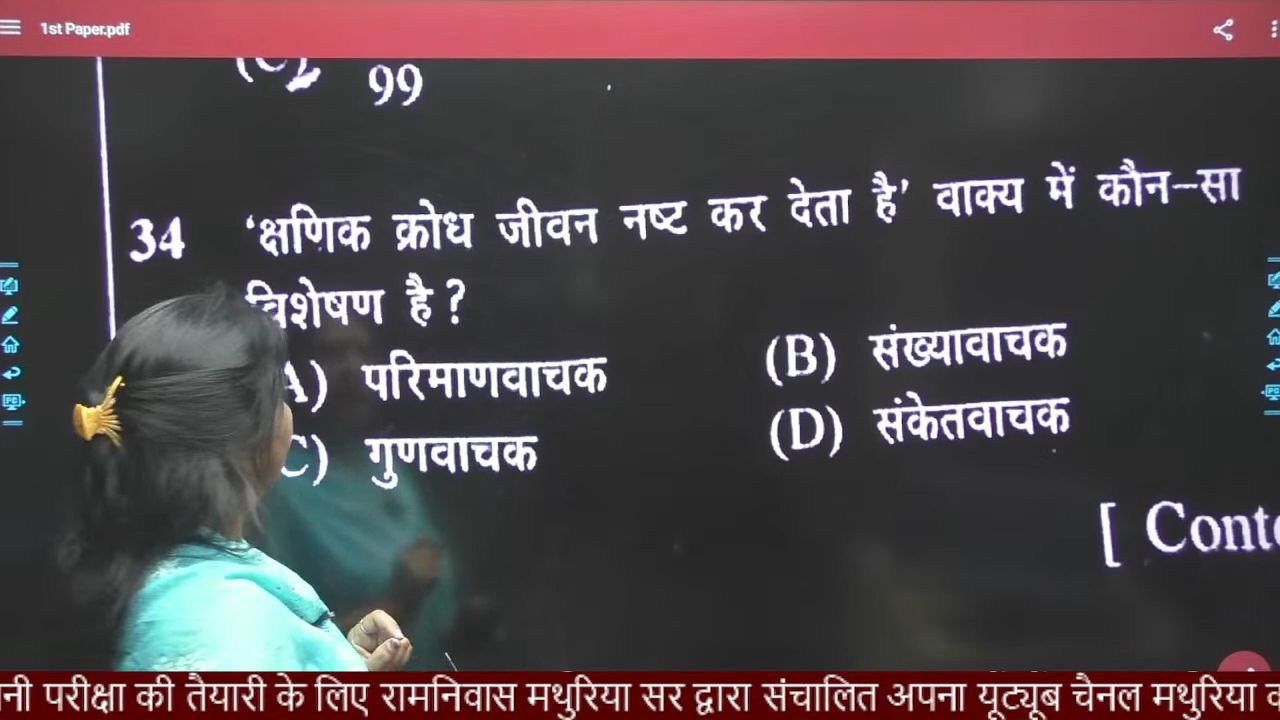 1st Paper.pdf
(C) 99
34 'क्षणिक क्रोध जीवन नष्ट कर देता है' वाक्य में कौन-सा
विशेषण है ?
A) परिमाणवाचक (B) संख्यावाचक
C) गुणवाचक (D) संकेतवाचक
[ Conto
नी परीक्षा की तैयारी के लिए रामनिवास मथुरिया सर द्वारा संचालित अपना यूट्यूब चैनल मथुरिया